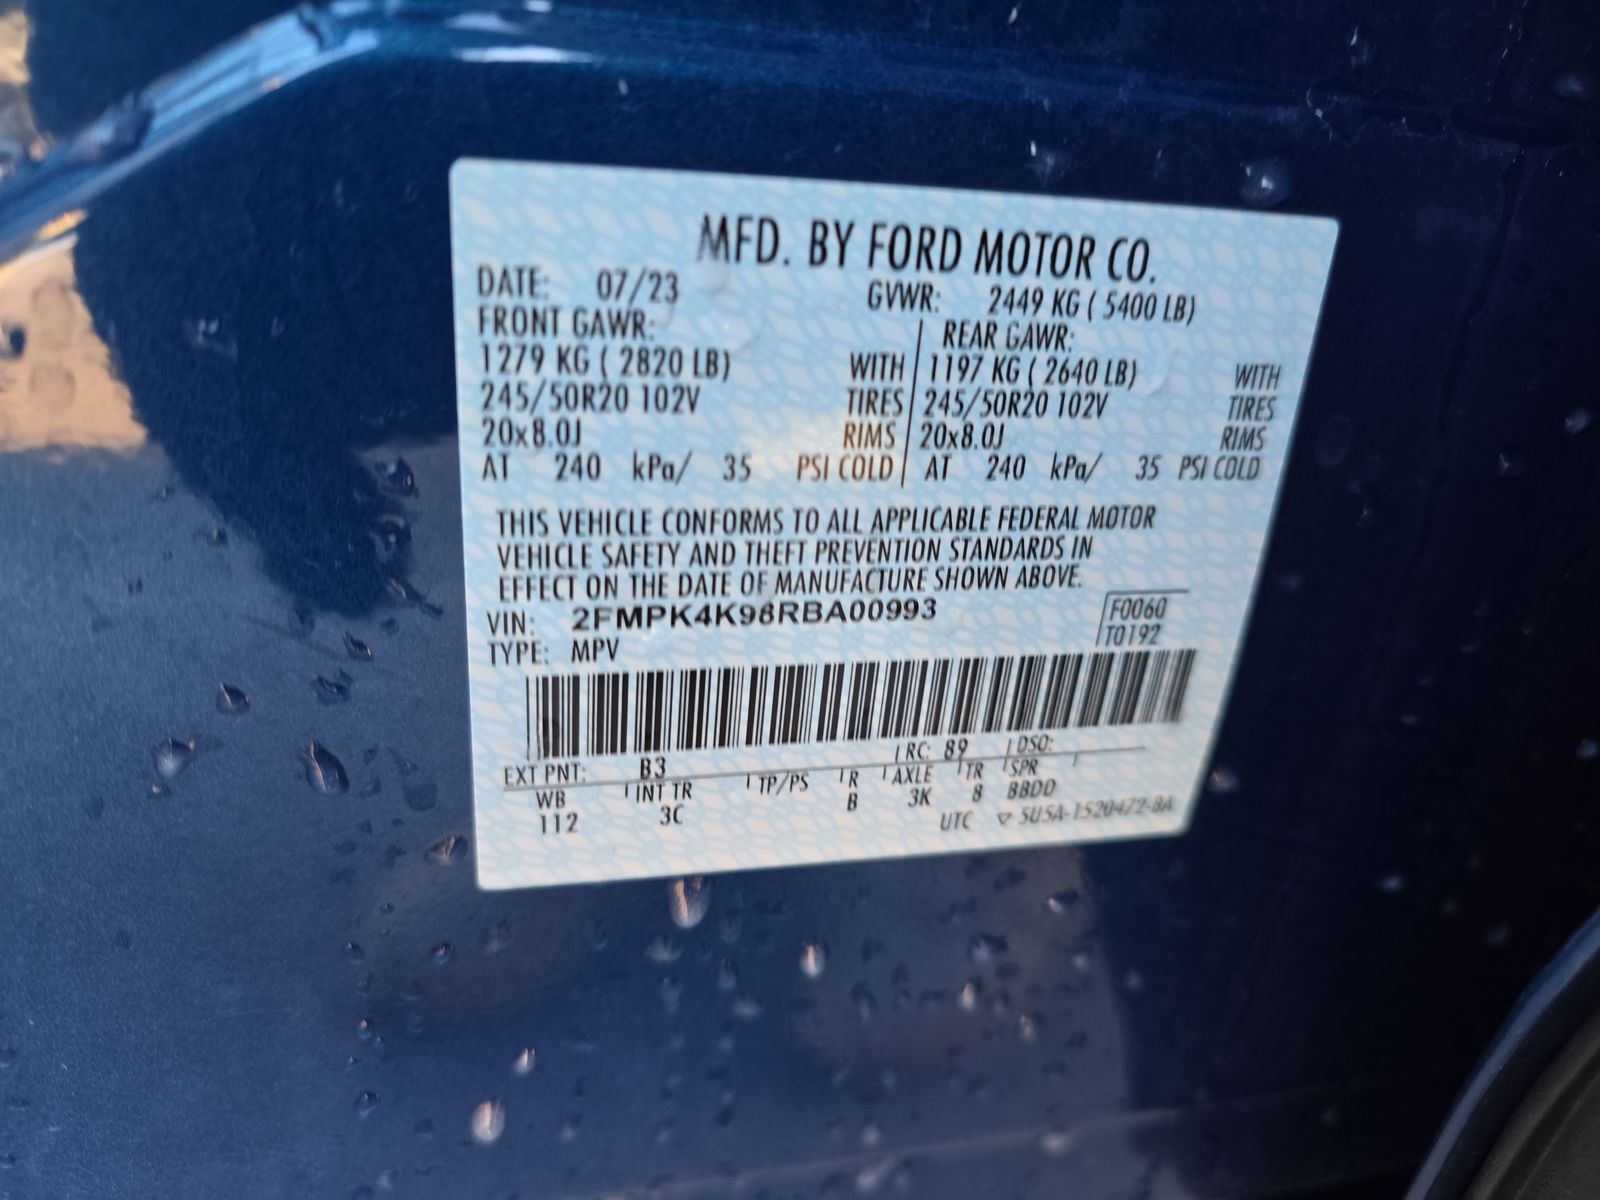 MFD. BY FORD MOTOR CO.
DATE: 07/23 GVWR: 2449 KG ( 5400 LB)
FRONT GAWR: REAR GAWR:
1279 KG ( 2820 LB) WITH 1197 KG ( 2640 LB) WITH
245/50R20 102V TIRES 245/50R20 102V TIRES
20x8.0J RIMS 20x8.0J RIMS
AT 240 kPa/ 35 PSI COLD AT 240 kPa/ 35 PSI COLD
THIS VEHICLE CONFORMS TO ALL APPLICABLE FEDERAL MOTOR
VEHICLE SAFETY AND THEFT PREVENTION STANDARDS IN
EFFECT ON THE DATE OF MANUFACTURE SHOWN ABOVE.
VIN: 2FMPK4K96RBA00993 F0060
TYPE: MPV T0192
EXT PNT: B3 RC: 89 DSO:
WB INT TR TP/PS R AXLE TR SPR
112 3C B 3K 8 BBDD
UTC ▽ 5U5A-1520472-BA